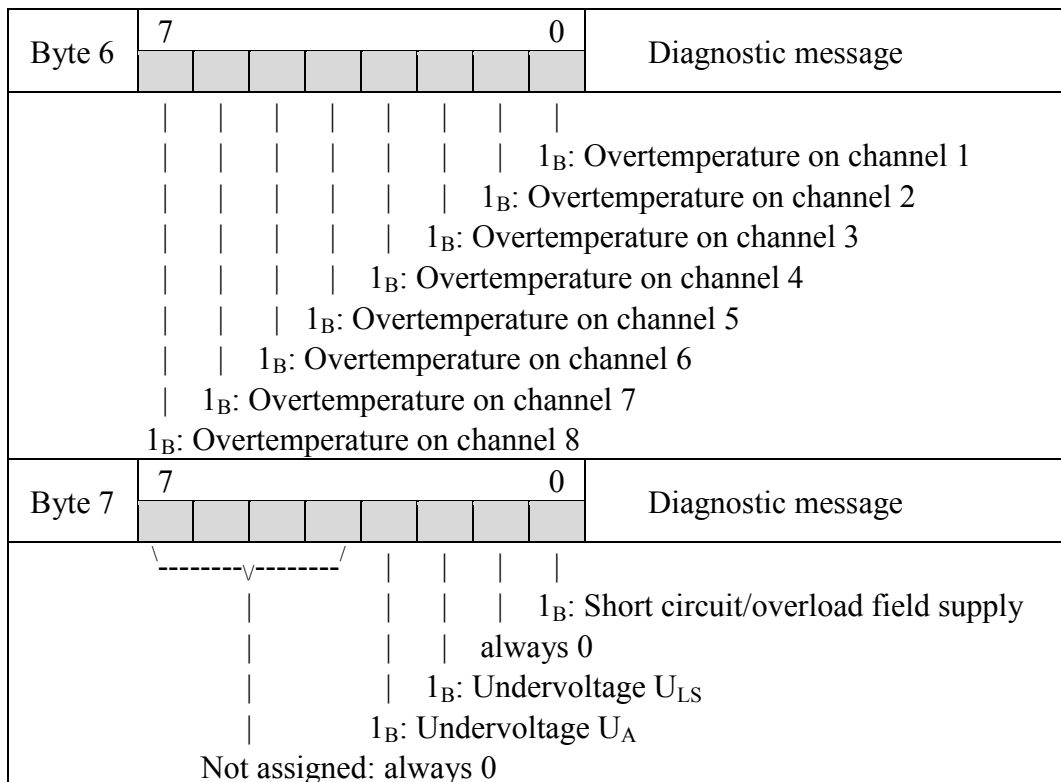 7 0
Byte 6 Diagnostic message
1B: Overtemperature on channel 1
1B: Overtemperature on channel 2
1B: Overtemperature on channel 3
1B: Overtemperature on channel 4
1B: Overtemperature on channel 5
1B: Overtemperature on channel 6
1B: Overtemperature on channel 7
1B: Overtemperature on channel 8
7 0
Byte 7 Diagnostic message
1B: Short circuit/overload field supply
always 0
1B: Undervoltage ULS
1B: Undervoltage UA
Not assigned: always 0